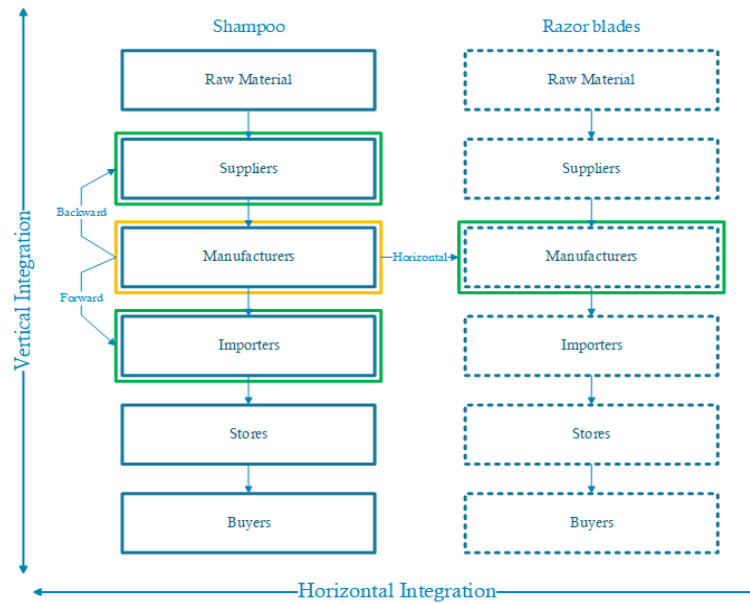 Shampoo
Razor blades
Raw Material
Raw Material
Suppliers
Suppliers
Backward
Manufacturers
Horizontal
Manufacturers
Forward
Importers
Importers
Stores
Stores
Buyers
Buyers
Vertical Integration
Horizontal Integration